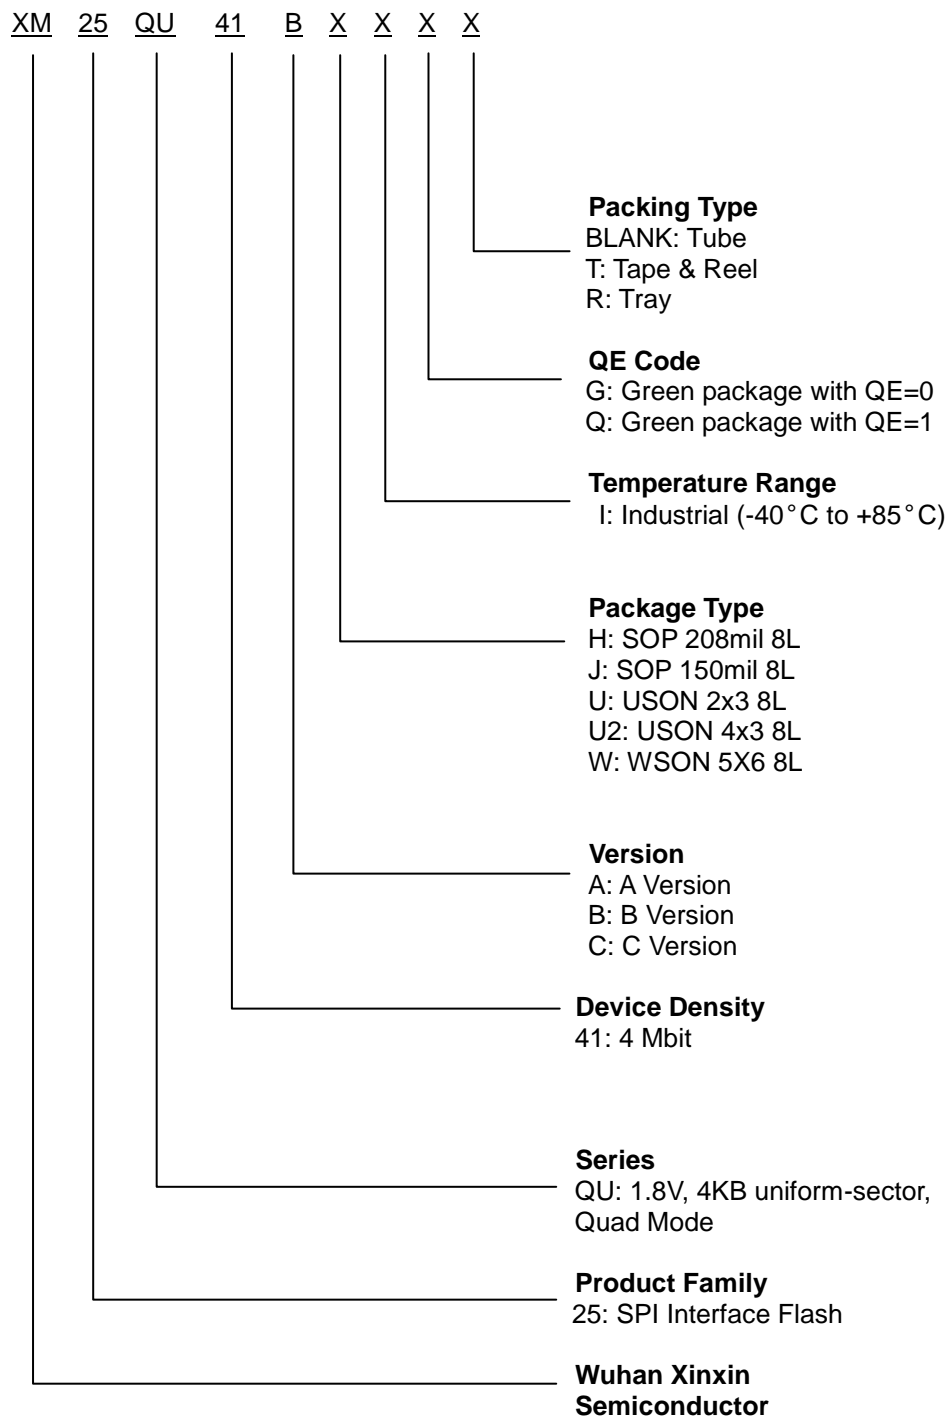 XM 25 QU 41 B X X X X
Packing Type
BLANK: Tube
T: Tape & Reel
R: Tray
QE Code
G: Green package with QE=0
Q: Green package with QE=1
Temperature Range
I: Industrial (-40°C to +85°C)
Package Type
H: SOP 208mil 8L
J: SOP 150mil 8L
U: USON 2x3 8L
U2: USON 4x3 8L
W: WSON 5X6 8L
Version
A: A Version
B: B Version
C: C Version
Device Density
41: 4 Mbit
Series
QU: 1.8V, 4KB uniform-sector,
Quad Mode
Product Family
25: SPI Interface Flash
Wuhan Xinxin
Semiconductor